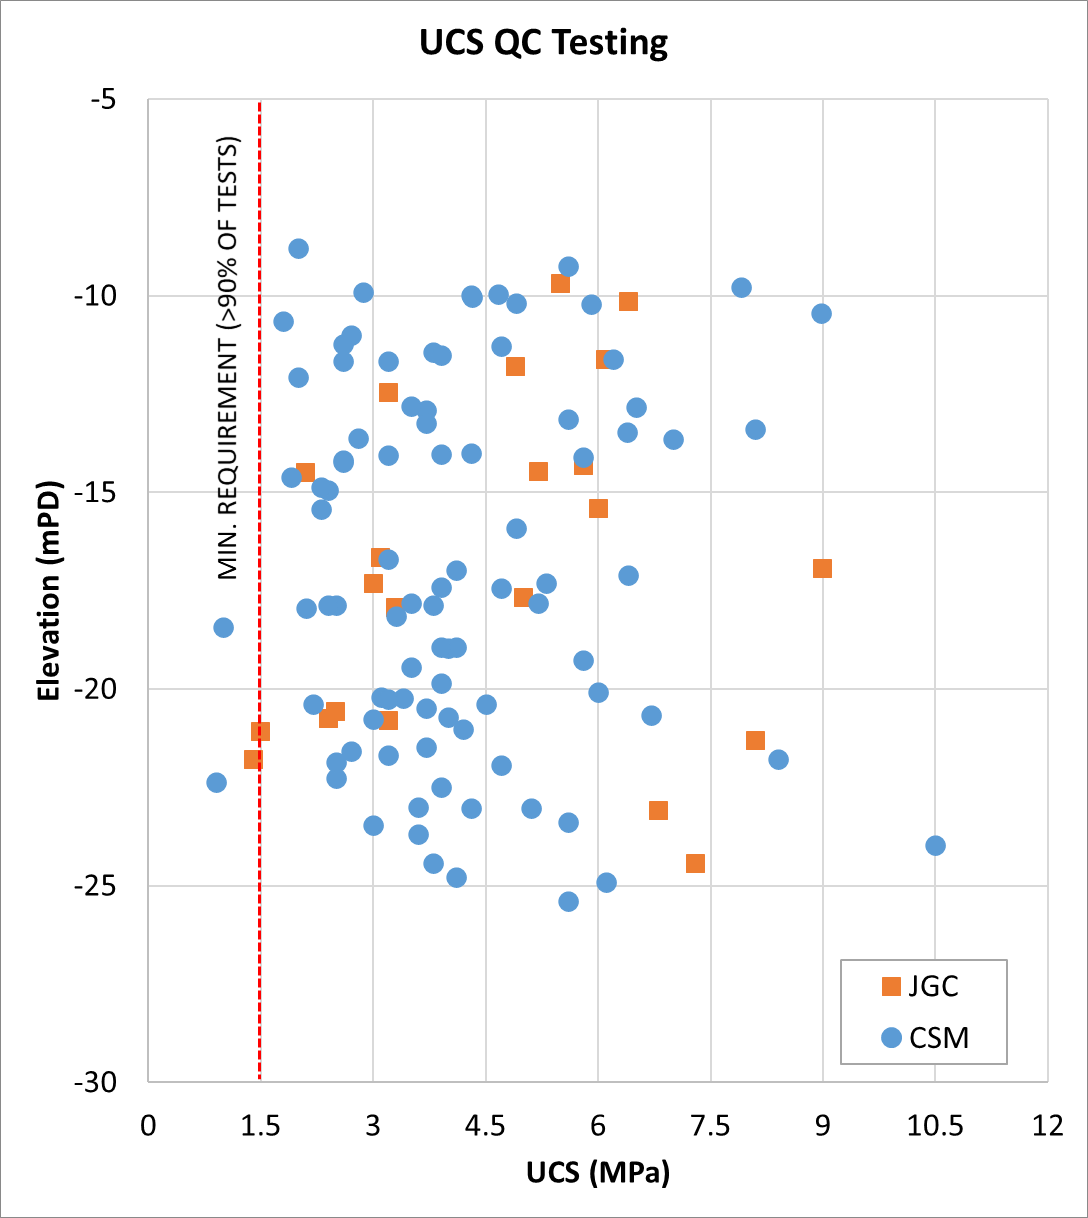 UCS QC Testing
-5
-10
-15
-20
-25
-30
Elevation (mPD)
MIN. REQUIREMENT (>90% OF TESTS)
JGC
CSM
0 1.5 3 4.5 6 7.5 9 10.5 12
UCS (MPa)